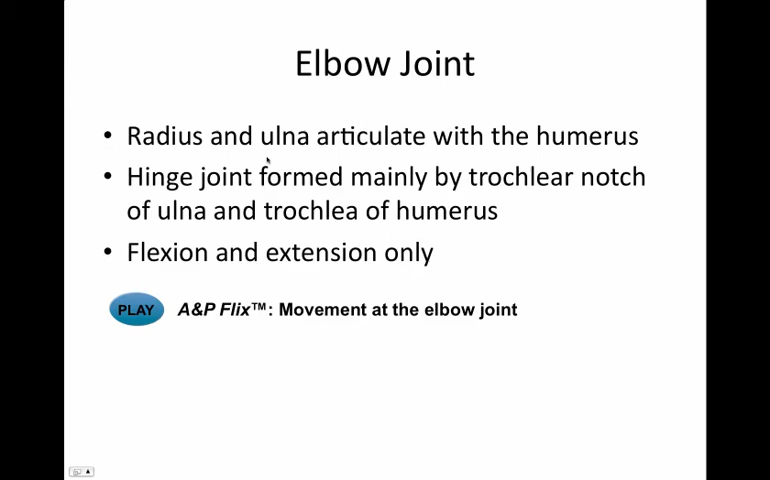 Elbow Joint
• Radius and ulna articulate with the humerus
• Hinge joint formed mainly by trochlear notch
of ulna and trochlea of humerus
• Flexion and extension only
PLAY A&P Flix™: Movement at the elbow joint